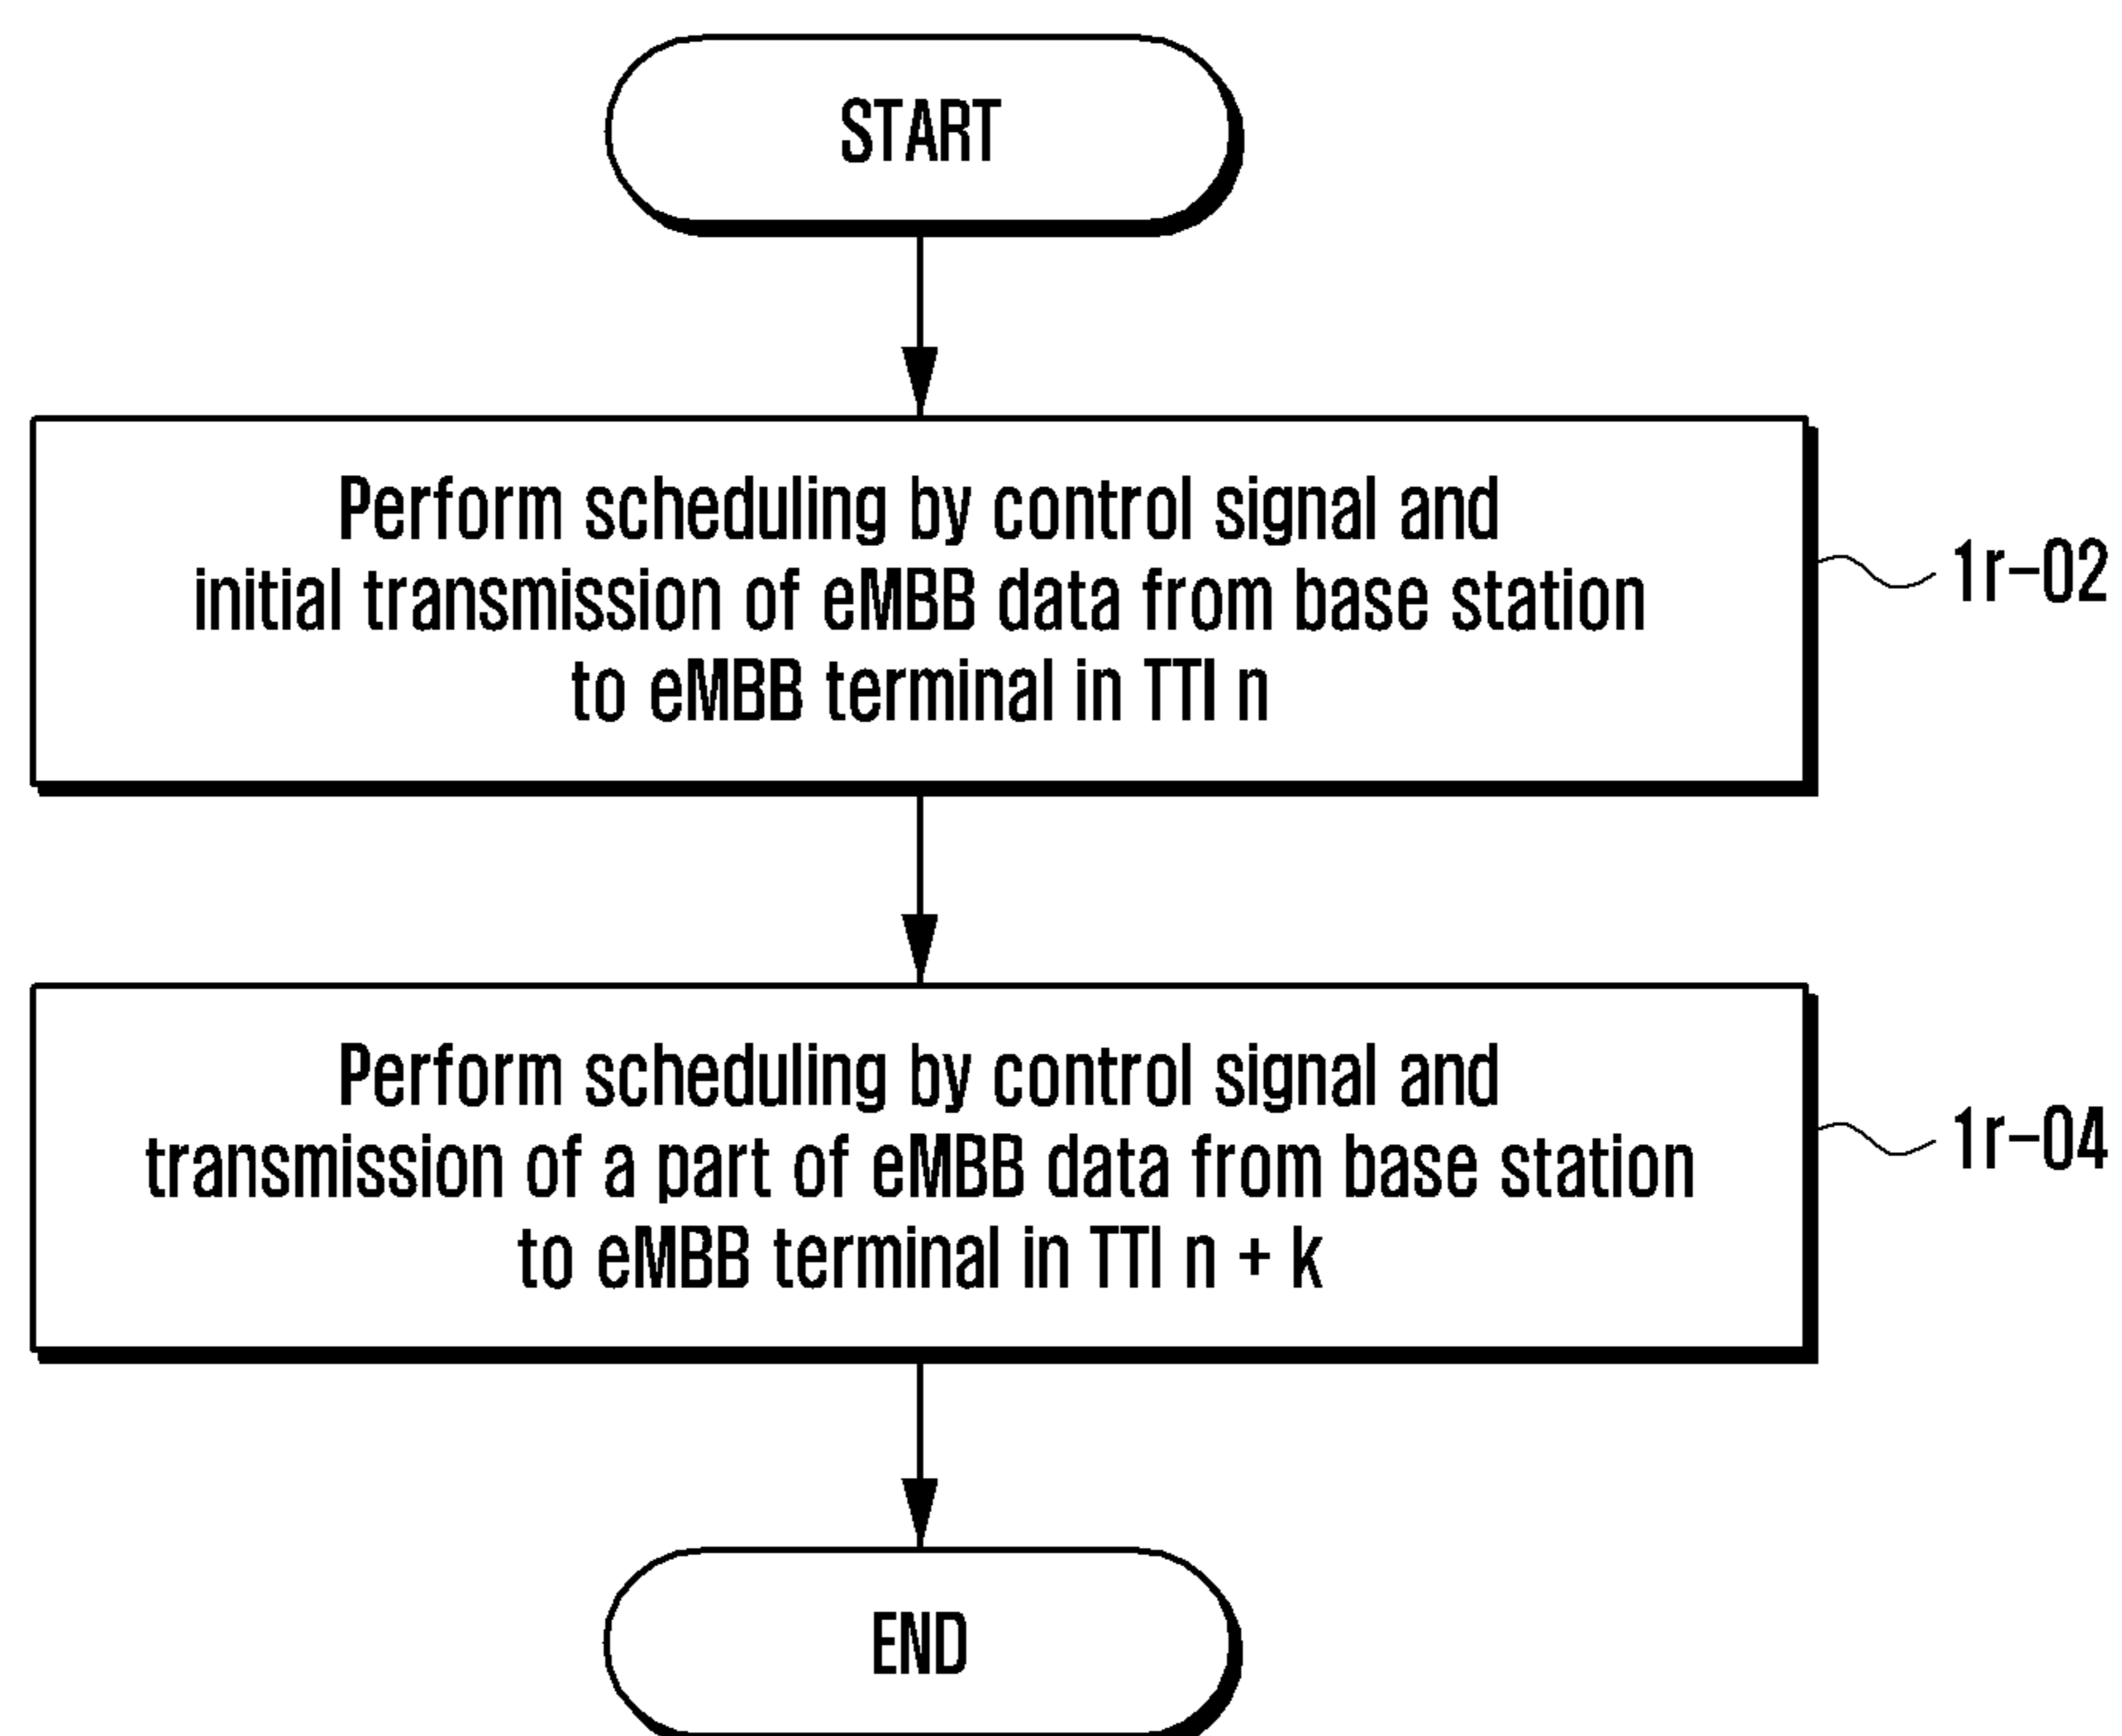 START
Perform scheduling by control signal and
initial transmission of eMBB data from base station
to eMBB terminal in TTI n
1r-02
Perform scheduling by control signal and
transmission of a part of eMBB data from base station
to eMBB terminal in TTI n + k
1r-04
END